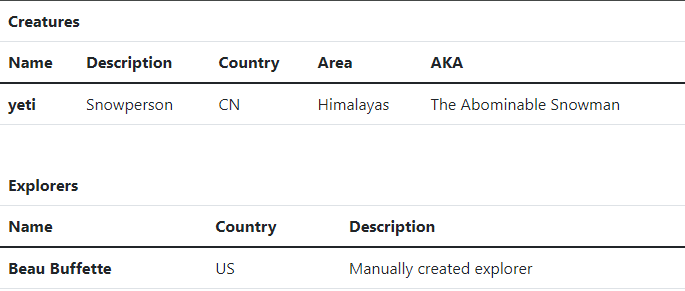 Creatures
Name Description Country Area AKA
yeti Snowperson CN Himalayas The Abominable Snowman
Explorers
Name Country Description
Beau Buffette US Manually created explorer